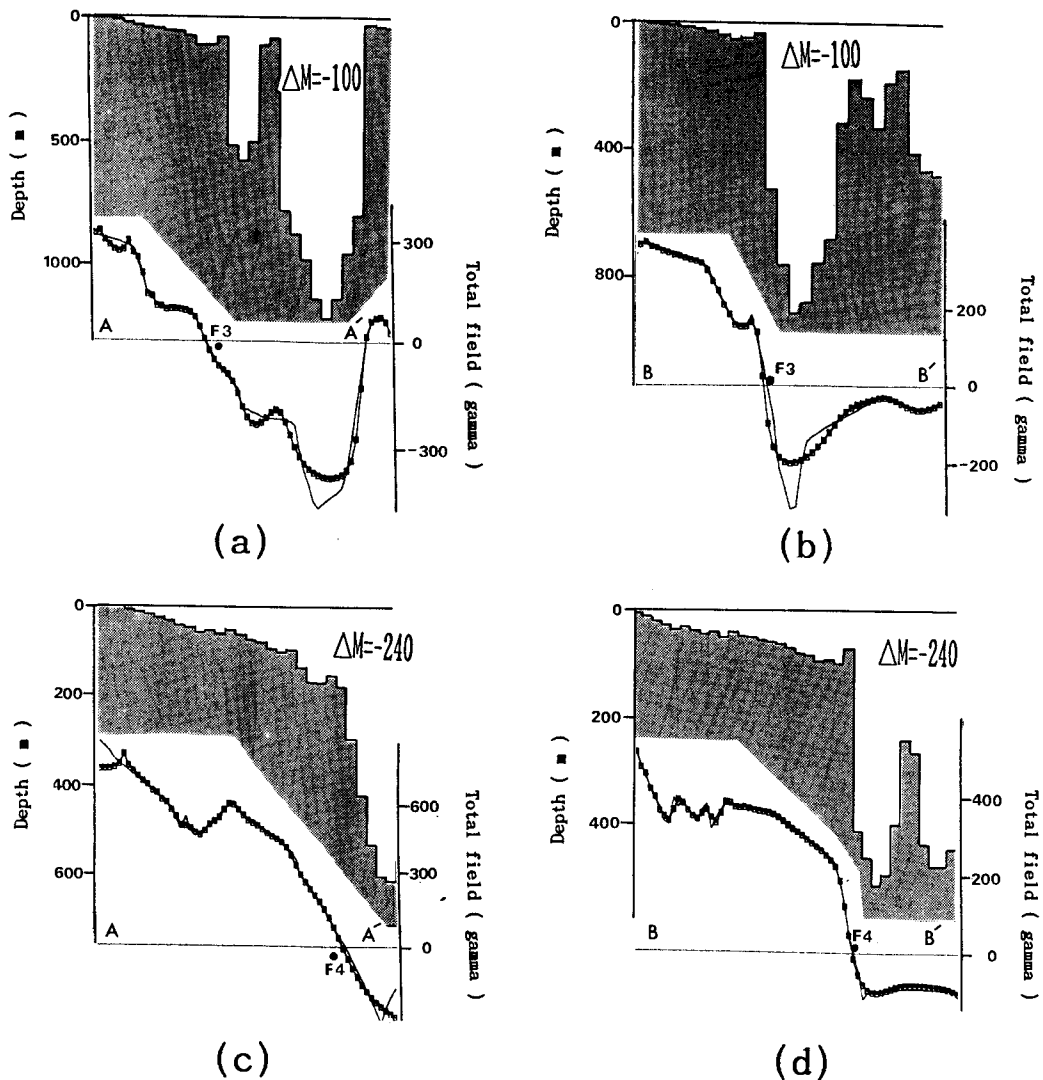 0
500
1000
Depth ( m )
ΔM=-100
A
A´
F3
300
0
-300
Total field ( gamma )
(a)
0
400
800
Depth ( m )
ΔM=-100
B
B´
F3
200
0
-200
Total field ( gamma )
(b)
0
200
400
600
Depth ( m )
ΔM=-240
A
A´
F4
600
300
0
Total field ( gamma )
(c)
0
200
400
Depth ( m )
ΔM=-240
B
B´
F4
400
200
0
Total field ( gamma )
(d)